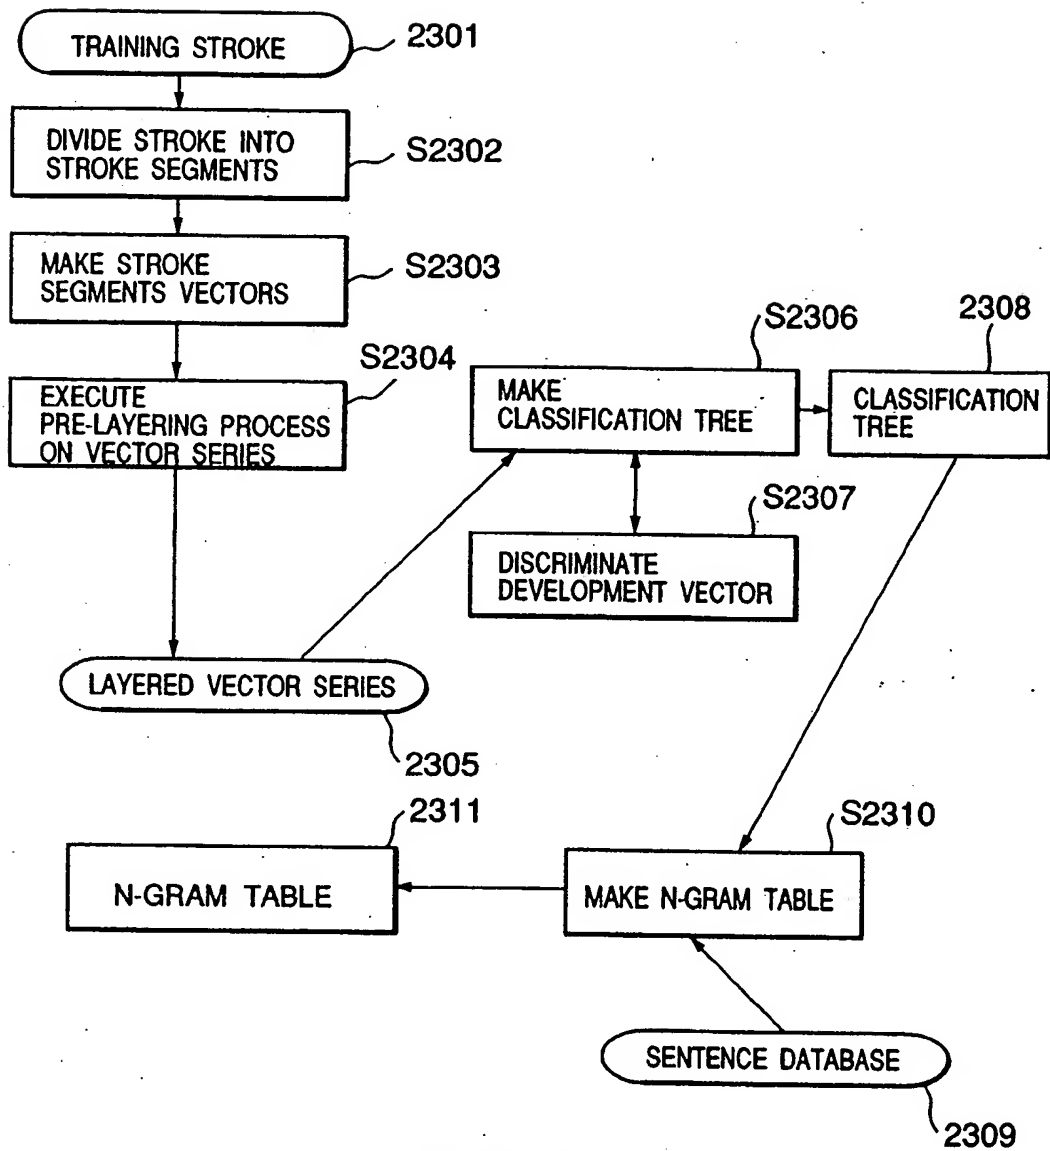 TRAINING STROKE
2301
DIVIDE STROKE INTO
STROKE SEGMENTS
S2302
MAKE STROKE
SEGMENTS VECTORS
S2303
S2304
EXECUTE
PRE-LAYERING PROCESS
ON VECTOR SERIES
S2306
MAKE
CLASSIFICATION TREE
2308
CLASSIFICATION
TREE
S2307
DISCRIMINATE
DEVELOPMENT VECTOR
LAYERED VECTOR SERIES
2305
2311
N-GRAM TABLE
S2310
MAKE N-GRAM TABLE
SENTENCE DATABASE
2309